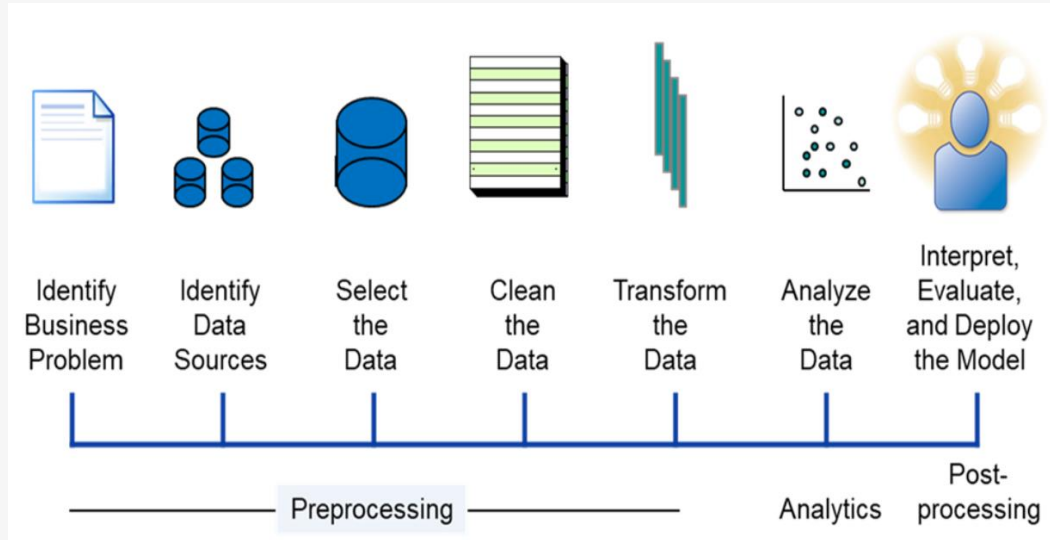 Identify
Business
Problem
Identify
Data
Sources
Select
the
Data
Clean
the
Data
Transform
the
Data
Analyze
the
Data
Interpret,
Evaluate,
and Deploy
the Model
Preprocessing
Analytics
Post-
processing